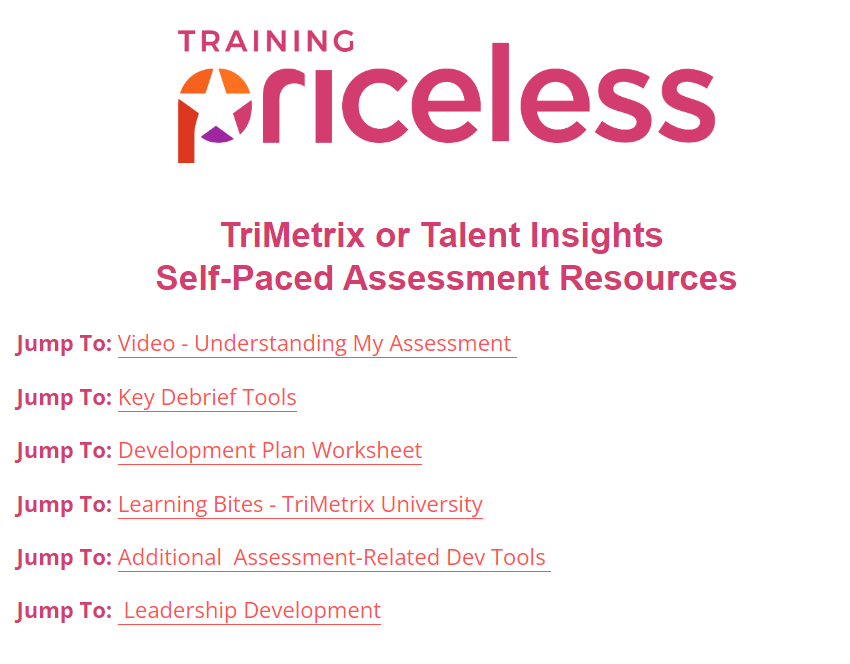 TRAINING
priceless
TriMetrix or Talent Insights
Self-Paced Assessment Resources
Jump To: Video - Understanding My Assessment
Jump To: Key Debrief Tools
Jump To: Development Plan Worksheet
Jump To: Learning Bites - TriMetrix University
Jump To: Additional  Assessment-Related Dev Tools
Jump To:  Leadership Development